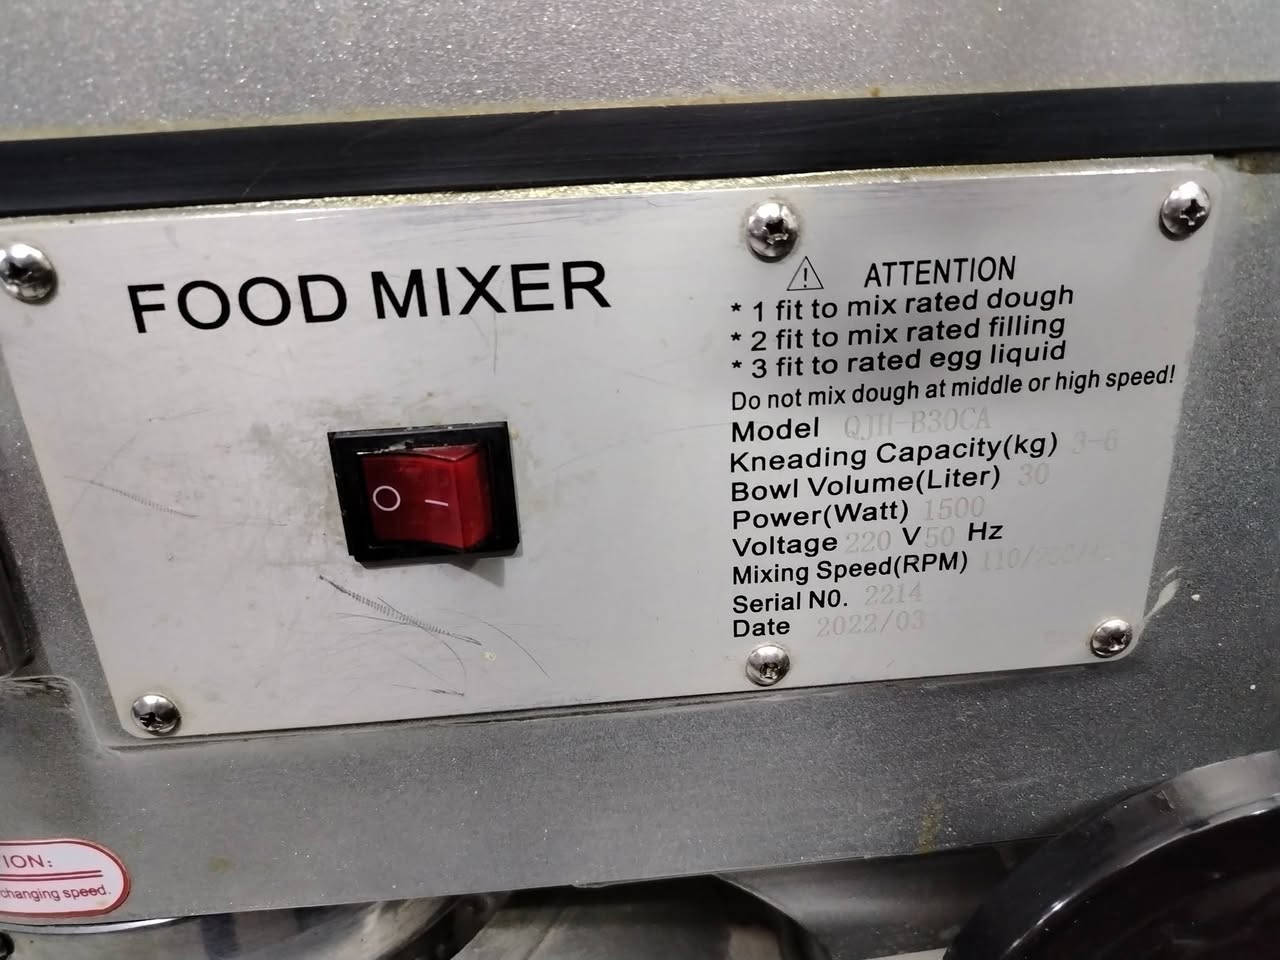 FOOD MIXER
O I
ATTENTION
* 1 fit to mix rated dough
* 2 fit to mix rated filling
* 3 fit to rated egg liquid
Do not mix dough at middle or high speed!
Model QJH-B30CA
Kneading Capacity(kg) 3-6
Bowl Volume(Liter) 30
Power(Watt) 1500
Voltage 220 V 50 Hz
Mixing Speed(RPM)
Serial N0. 2214
Date 2022/03
ION:
changing speed.